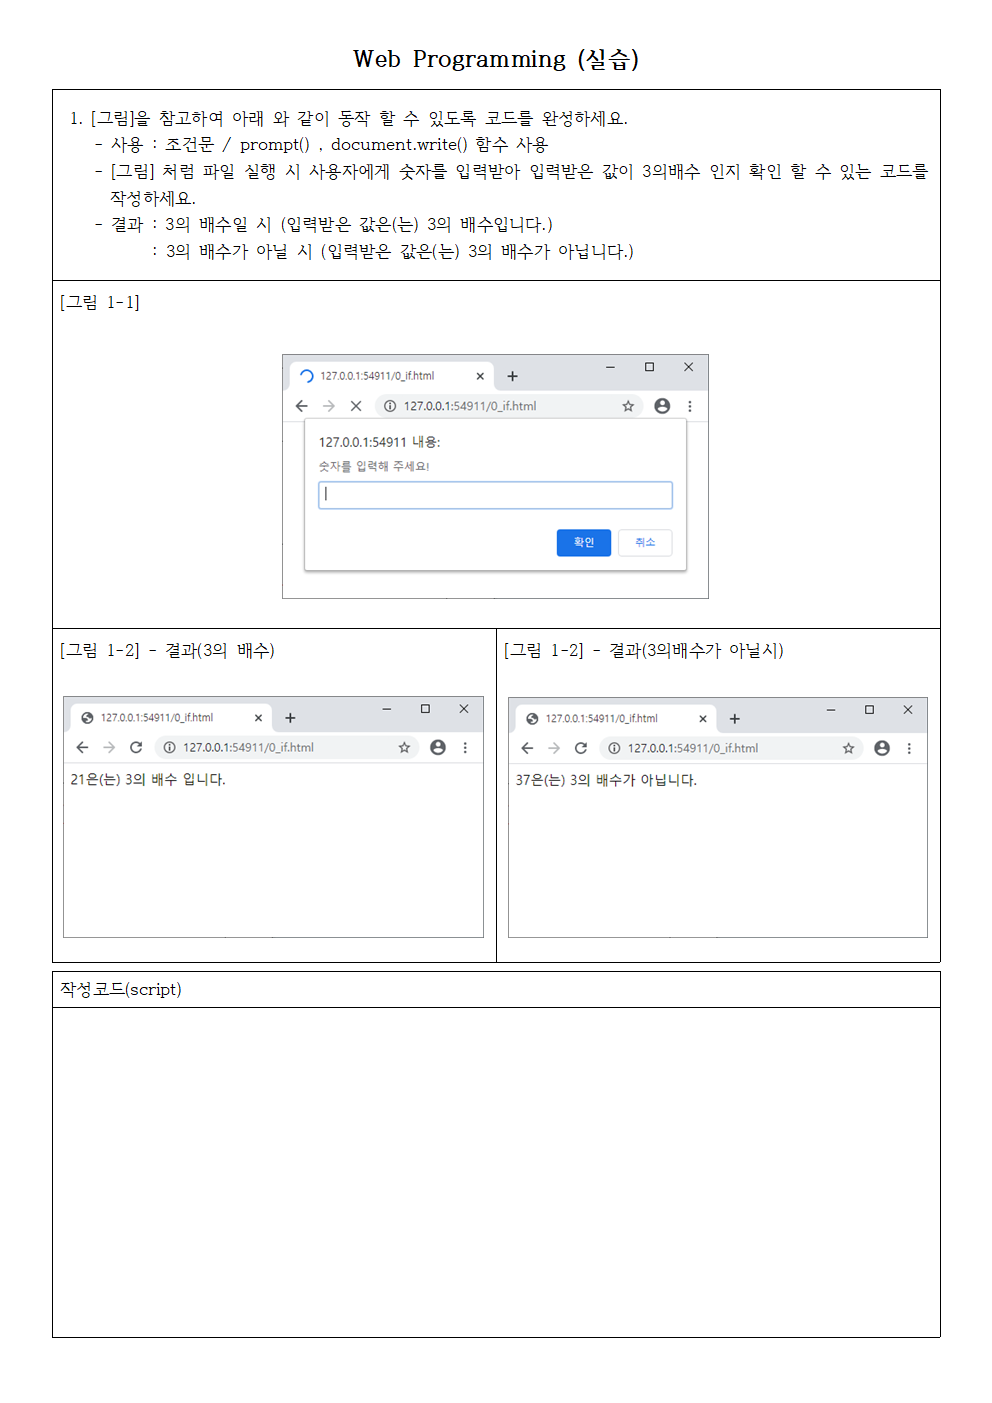 Web Programming (실습)
1. [그림]을 참고하여 아래 와 같이 동작 할 수 있도록 코드를 완성하세요.
- 사용 : 조건문 / prompt() , document.write() 함수 사용
- [그림] 처럼 파일 실행 시 사용자에게 숫자를 입력받아 입력받은 값이 3의배수 인지 확인 할 수 있는 코드를
작성하세요.
- 결과 : 3의 배수일 시 (입력받은 값은(는) 3의 배수입니다.)
: 3의 배수가 아닐 시 (입력받은 값은(는) 3의 배수가 아닙니다.)
[그림 1-1]
127.0.0.1:54911/0_if.html
127.0.0.1:54911/0_if.html
127.0.0.1:54911 내용:
숫자를 입력해 주세요!
확인 취소
[그림 1-2] - 결과(3의 배수)
127.0.0.1:54911/0_if.html
127.0.0.1:54911/0_if.html
21은(는) 3의 배수 입니다.
[그림 1-2] - 결과(3의배수가 아닐시)
127.0.0.1:54911/0_if.html
127.0.0.1:54911/0_if.html
37은(는) 3의 배수가 아닙니다.
작성코드(script)